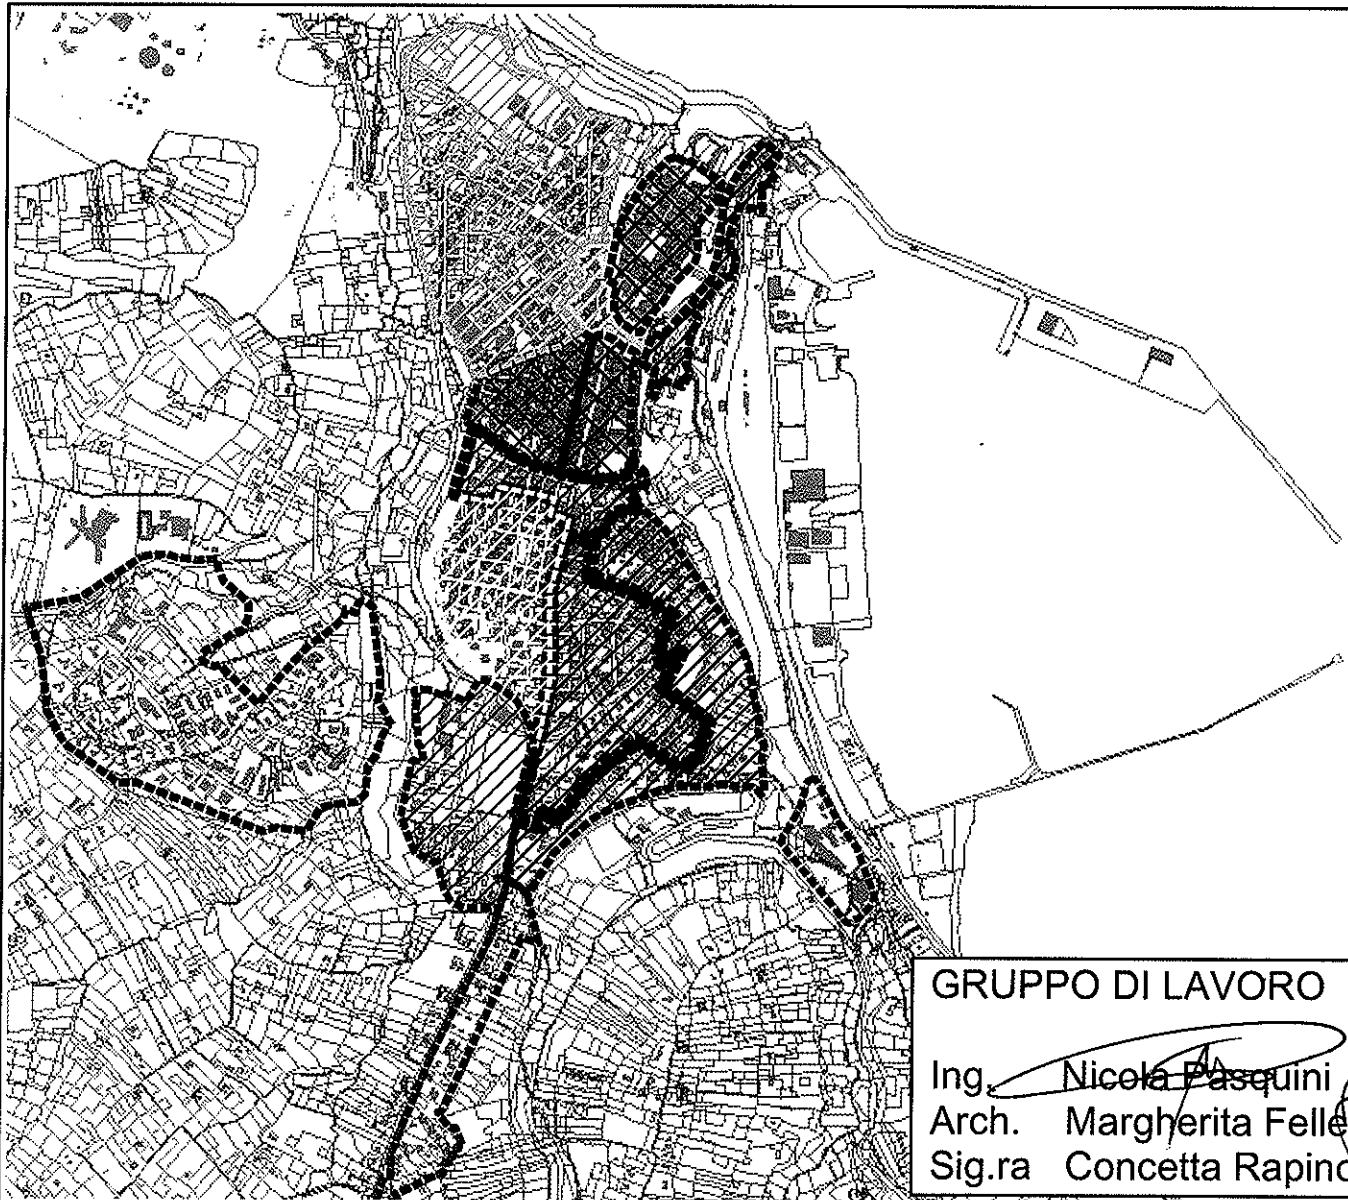 GRUPPO DI LAVORO
Ing. Nicola Pasquini
Arch. Margherita Felle
Sig.ra Concetta Rapino